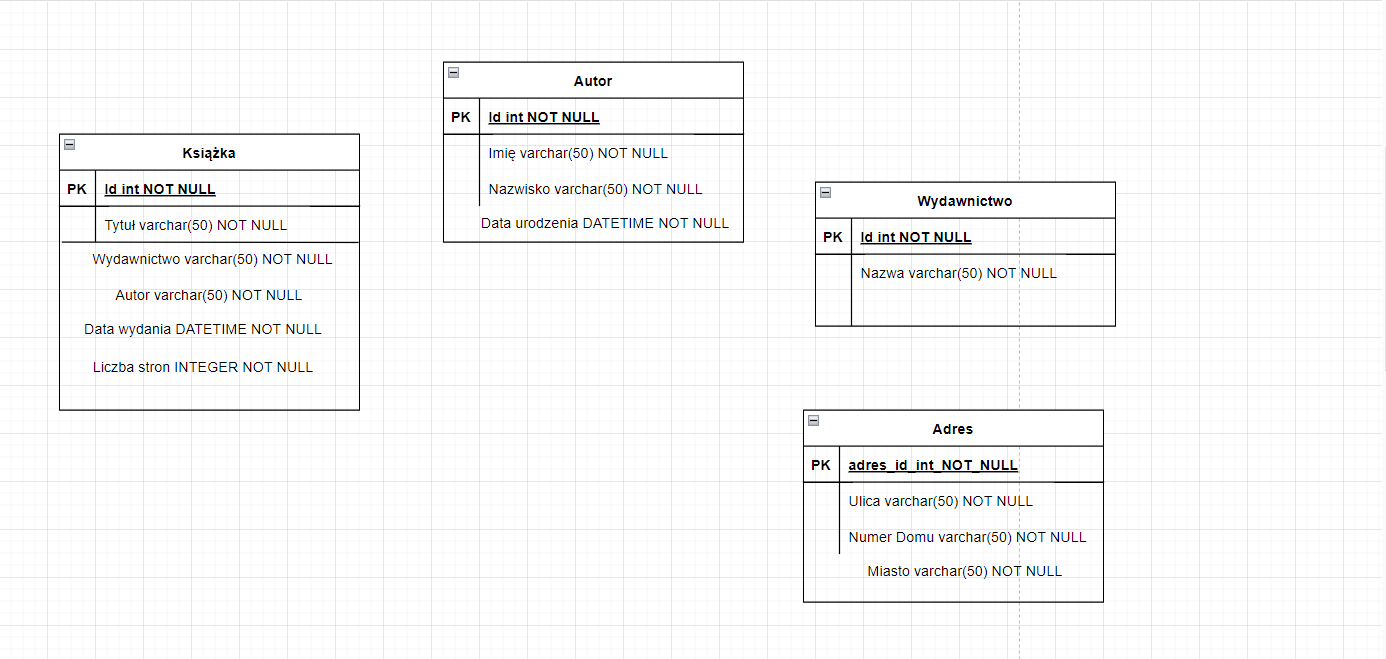 Książka
PK Id int NOT NULL
Tytuł varchar(50) NOT NULL
Wydawnictwo varchar(50) NOT NULL
Autor varchar(50) NOT NULL
Data wydania DATETIME NOT NULL
Liczba stron INTEGER NOT NULL
Autor
PK Id int NOT NULL
Imię varchar(50) NOT NULL
Nazwisko varchar(50) NOT NULL
Data urodzenia DATETIME NOT NULL
Wydawnictwo
PK Id int NOT NULL
Nazwa varchar(50) NOT NULL
Adres
PK adres_id_int_NOT_NULL
Ulica varchar(50) NOT NULL
Numer Domu varchar(50) NOT NULL
Miasto varchar(50) NOT NULL